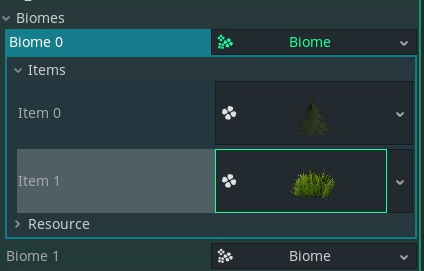 Biomes
Biome 0 Biome
Items
Item 0
Item 1
Resource
Biome 1 Biome